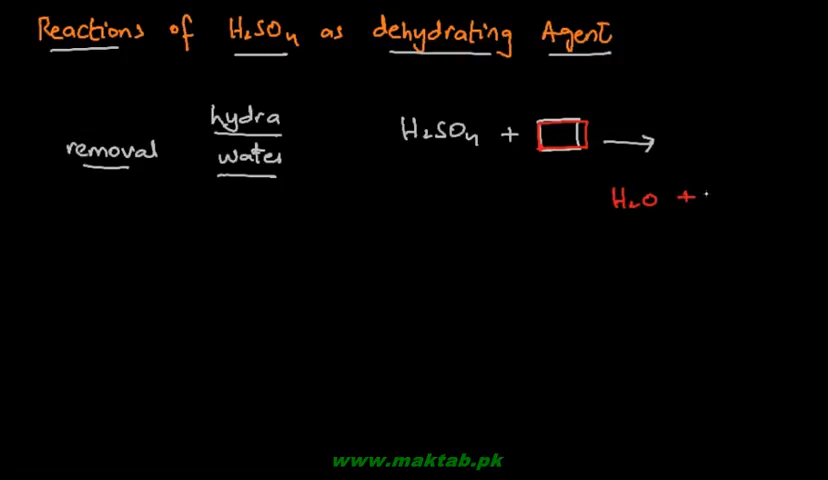 Reactions of H₂SO₄ as dehydrating Agent
hydra
removal water
H₂SO₄ + →
H₂O +
www.maktab.pk